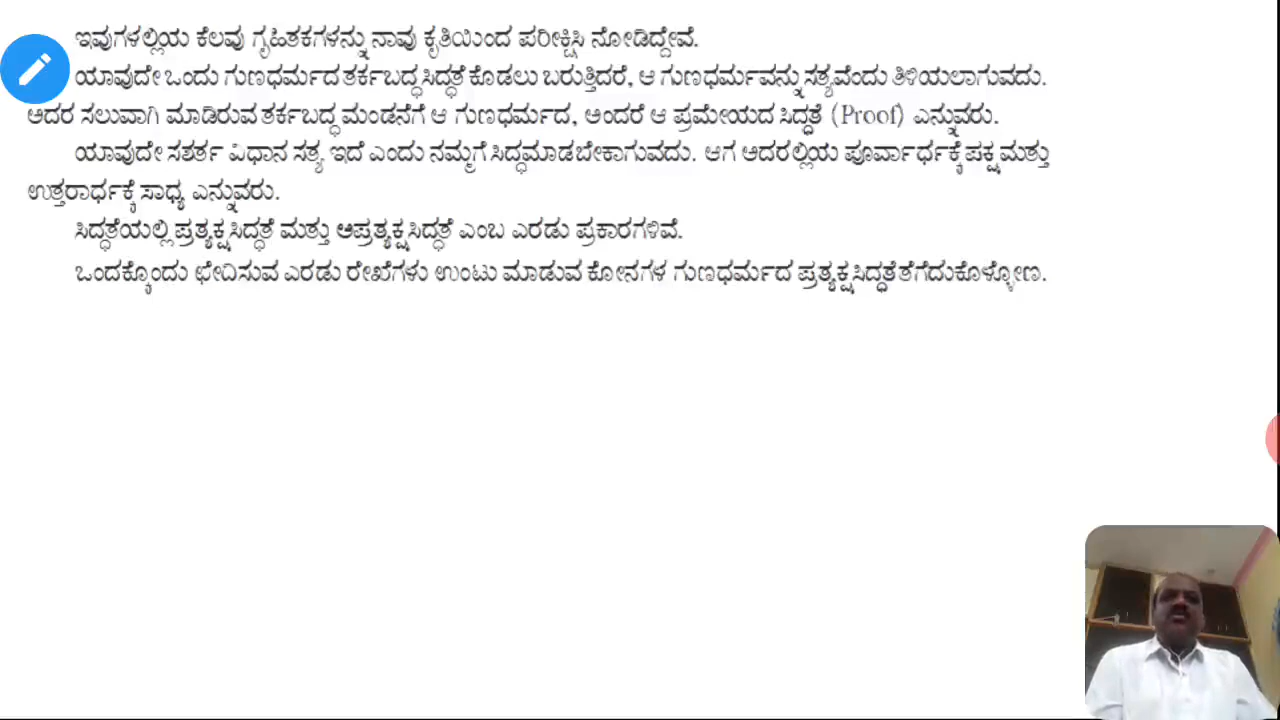 ಇವುಗಳಲ್ಲಿಯ ಕೆಲವು ಗೃಹಿತಕಗಳನ್ನು ನಾವು ಕೃತಿಯಿಂದ ಪರೀಕ್ಷಿಸಿ ನೋಡಿದ್ದೇವೆ.
ಯಾವುದೇ ಒಂದು ಗುಣಧರ್ಮದ ತರ್ಕಬದ್ಧ ಸಿದ್ಧತೆ ಕೊಡಲು ಬರುತ್ತಿದರೆ, ಆ ಗುಣಧರ್ಮವನ್ನು ಸತ್ಯವೆಂದು ತಿಳಿಯಲಾಗುವದು.
ಅದರ ಸಲುವಾಗಿ ಮಾಡಿರುವ ತರ್ಕಬದ್ಧ ಮಂಡನೆಗೆ ಆ ಗುಣಧರ್ಮದ, ಅಂದರೆ ಆ ಪ್ರಮೇಯದ ಸಿದ್ಧತೆ (Proof) ಎನ್ನುವರು.
ಯಾವುದೇ ಸಶರ್ತ ವಿಧಾನ ಸತ್ಯ ಇದೆ ಎಂದು ನಮ್ಮಗೆ ಸಿದ್ಧಮಾಡಬೇಕಾಗುವದು. ಆಗ ಅದರಲ್ಲಿಯ ಪೂರ್ವಾರ್ಧಕ್ಕೆ ಪಕ್ಷ ಮತ್ತು
ಉತ್ತರಾರ್ಧಕ್ಕೆ ಸಾಧ್ಯ ಎನ್ನುವರು.
ಸಿದ್ಧತೆಯಲ್ಲಿ ಪ್ರತ್ಯಕ್ಷಸಿದ್ಧತೆ ಮತ್ತು ಅಪ್ರತ್ಯಕ್ಷಸಿದ್ಧತೆ ಎಂಬ ಎರಡು ಪ್ರಕಾರಗಳಿವೆ.
ಒಂದಕ್ಕೊಂದು ಛೇದಿಸುವ ಎರಡು ರೇಖೆಗಳು ಉಂಟು ಮಾಡುವ ಕೋನಗಳ ಗುಣಧರ್ಮದ ಪ್ರತ್ಯಕ್ಷಸಿದ್ಧತೆತೆಗೆದುಕೊಳ್ಳೋಣ.